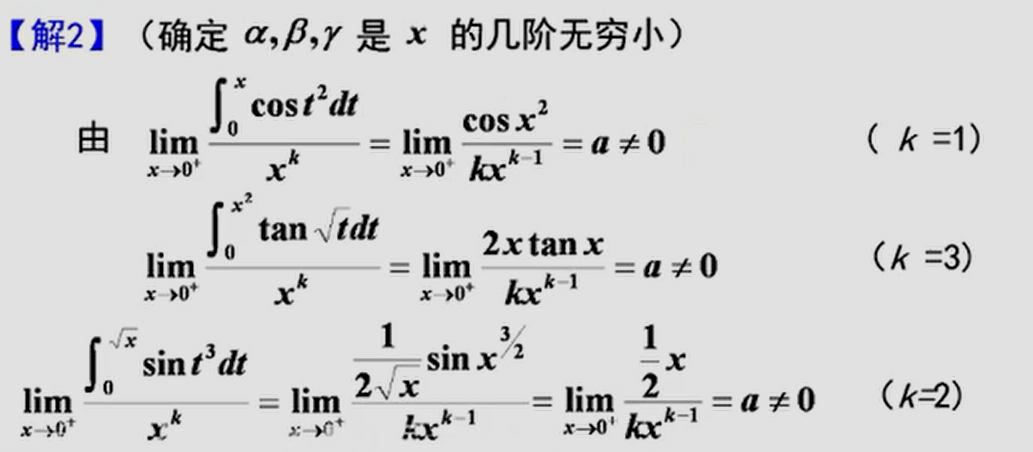 【解2】（确定 α,β,γ 是 x 的几阶无穷小）
由 $\lim\limits_{x\to 0^+}\frac{\int_0^x \cos t^2 dt}{x^k}=\lim\limits_{x\to 0^+}\frac{\cos x^2}{kx^{k-1}}=a\neq 0$ （ k =1）
$\lim\limits_{x\to 0^+}\frac{\int_0^{x^2} \tan\sqrt{t}dt}{x^k}=\lim\limits_{x\to 0^+}\frac{2x\tan x}{kx^{k-1}}=a\neq 0$ （k =3）
$\lim\limits_{x\to 0^+}\frac{\int_0^{\sqrt{x}} \sin t^3 dt}{x^k}=\lim\limits_{x\to 0^+}\frac{\frac{1}{2\sqrt{x}}\sin x^{3/2}}{kx^{k-1}}=\lim\limits_{x\to 0^+}\frac{\frac{1}{2}x}{kx^{k-1}}=a\neq 0$ （k=2）